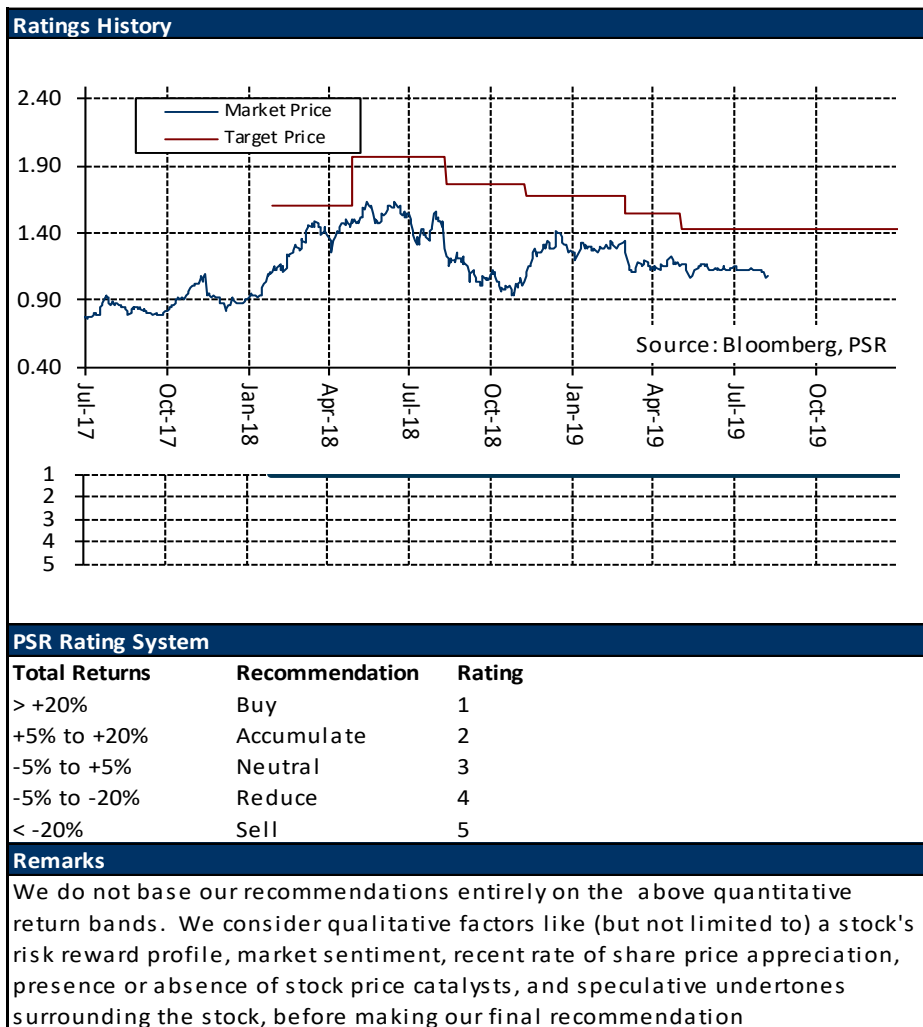 Ratings History
2.40
Market Price
Target Price
1.90
1.40
0.90
Source: Bloomberg, PSR
0.40
Jul-17
Oct-17
Jan-18
Apr-18
Jul-18
Oct-18
Jan-19
Apr-19
Jul-19
Oct-19
1
2
3
4
5
PSR Rating System
Total Returns Recommendation Rating
> +20% Buy 1
+5% to +20% Accumulate 2
-5% to +5% Neutral 3
-5% to -20% Reduce 4
< -20% Sell 5
Remarks
We do not base our recommendations entirely on the above quantitative
return bands. We consider qualitative factors like (but not limited to) a stock's
risk reward profile, market sentiment, recent rate of share price appreciation,
presence or absence of stock price catalysts, and speculative undertones
surrounding the stock, before making our final recommendation